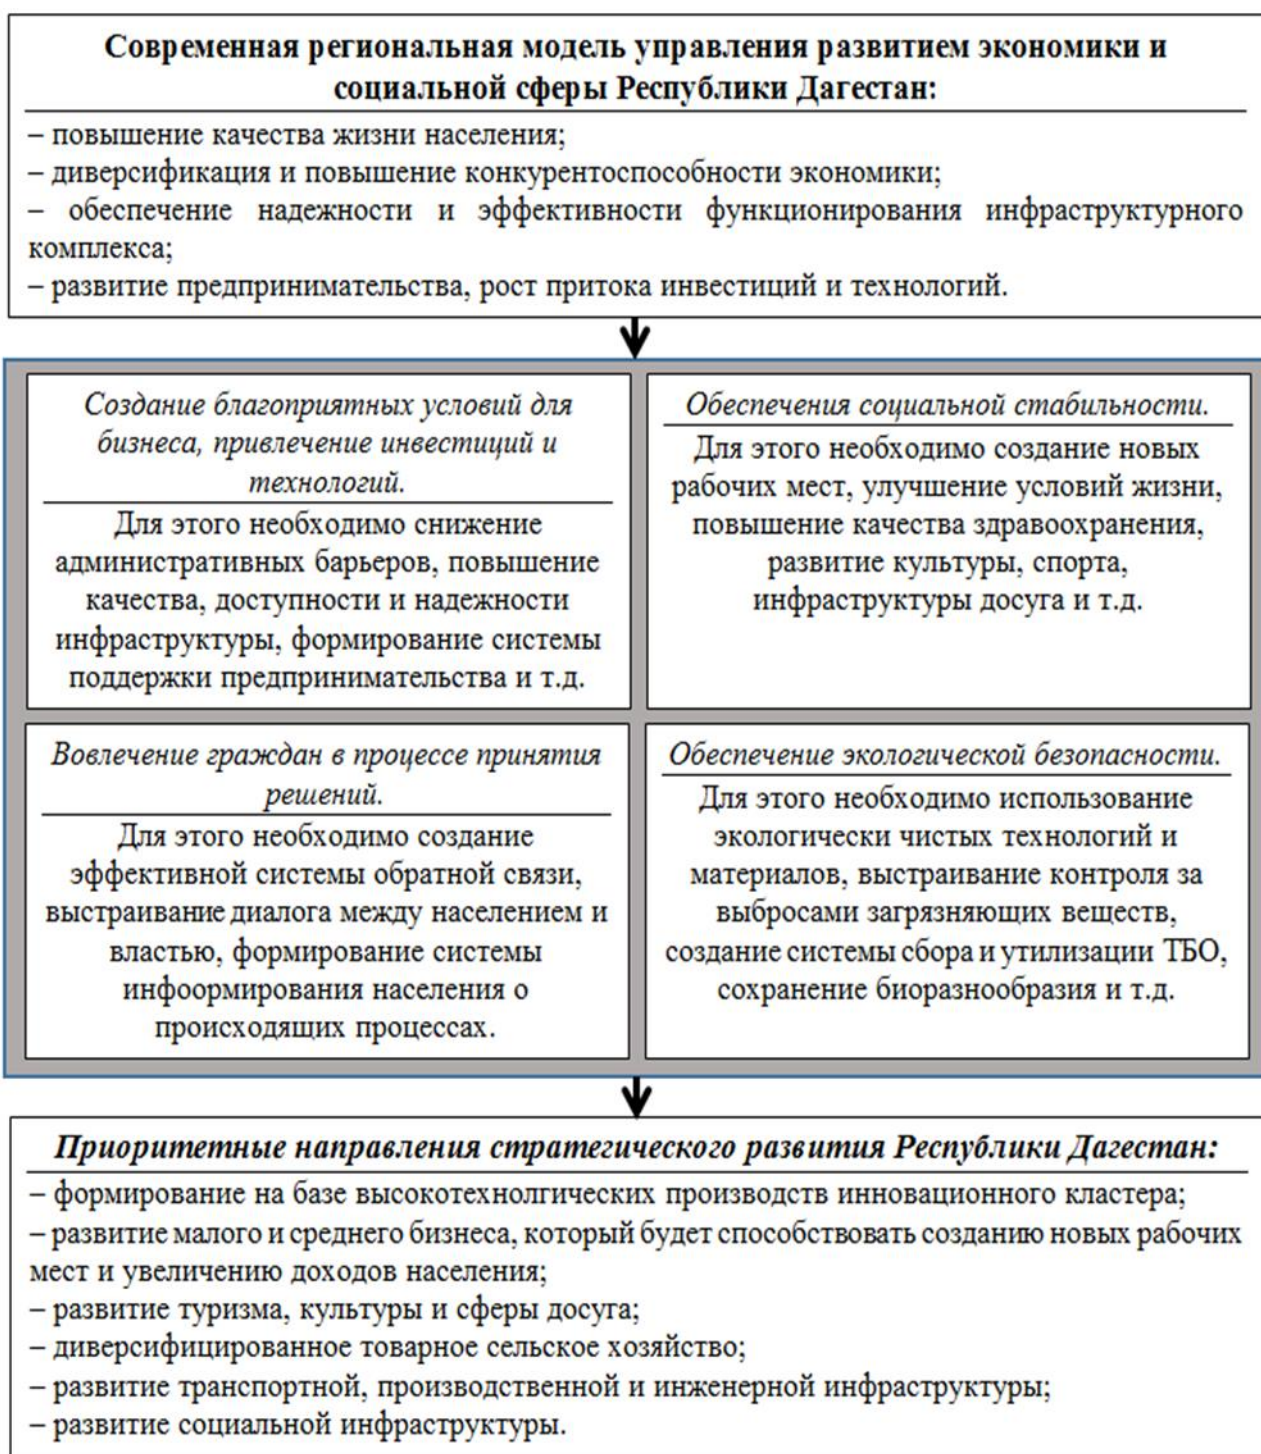 Современная региональная модель управления развитием экономики и
социальной сферы Республики Дагестан:
– повышение качества жизни населения;
– диверсификация и повышение конкурентоспособности экономики;
– обеспечение надежности и эффективности функционирования инфраструктурного
комплекса;
– развитие предпринимательства, рост притока инвестиций и технологий.
Создание благоприятных условий для
бизнеса, привлечение инвестиций и
технологий.
Для этого необходимо снижение
административных барьеров, повышение
качества, доступности и надежности
инфраструктуры, формирование системы
поддержки предпринимательства и т.д.
Обеспечения социальной стабильности.
Для этого необходимо создание новых
рабочих мест, улучшение условий жизни,
повышение качества здравоохранения,
развитие культуры, спорта,
инфраструктуры досуга и т.д.
Вовлечение граждан в процессе принятия
решений.
Для этого необходимо создание
эффективной системы обратной связи,
выстраивание диалога между населением и
властью, формирование системы
инфоормирования населения о
происходящих процессах.
Обеспечение экологической безопасности.
Для этого необходимо использование
экологически чистых технологий и
материалов, выстраивание контроля за
выбросами загрязняющих веществ,
создание системы сбора и утилизации ТБО,
сохранение биоразнообразия и т.д.
Приоритетные направления стратегического развития Республики Дагестан:
– формирование на базе высокотехнолгических производств инновационного кластера;
– развитие малого и среднего бизнеса, который будет способствовать созданию новых рабочих
мест и увеличению доходов населения;
– развитие туризма, культуры и сферы досуга;
– диверсифицированное товарное сельское хозяйство;
– развитие транспортной, производственной и инженерной инфраструктуры;
– развитие социальной инфраструктуры.